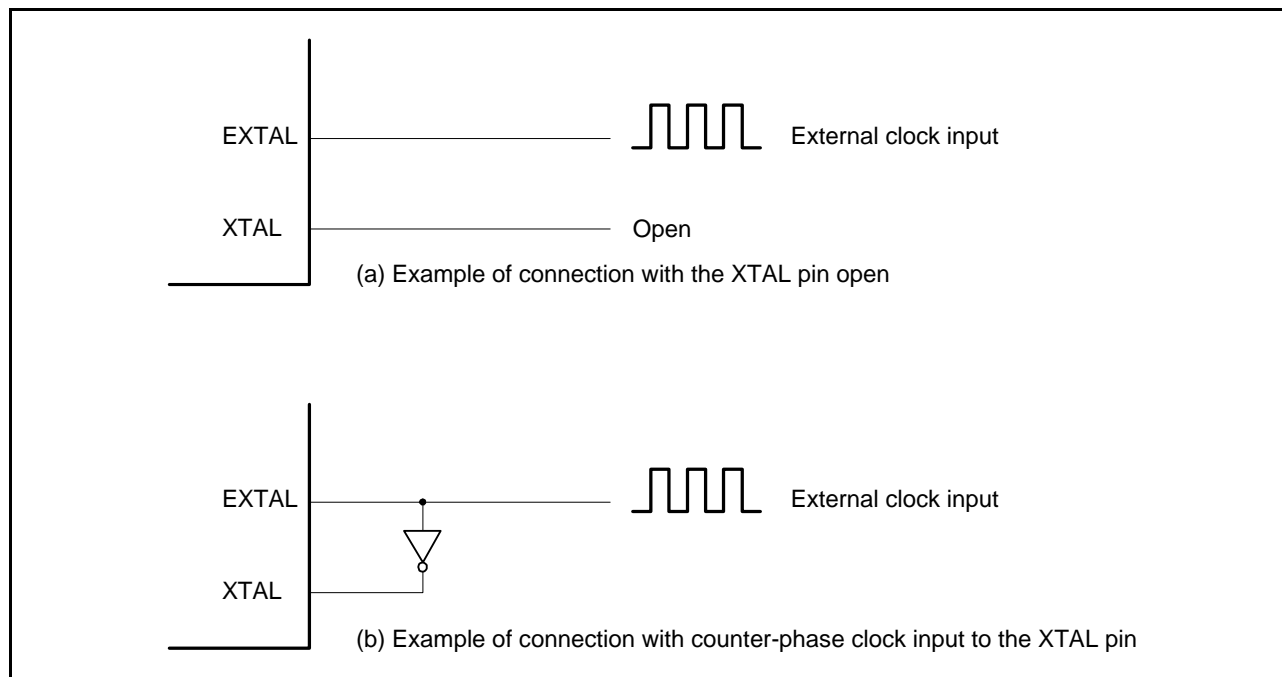 EXTAL External clock input
XTAL Open
(a) Example of connection with the XTAL pin open
EXTAL External clock input
XTAL
(b) Example of connection with counter-phase clock input to the XTAL pin